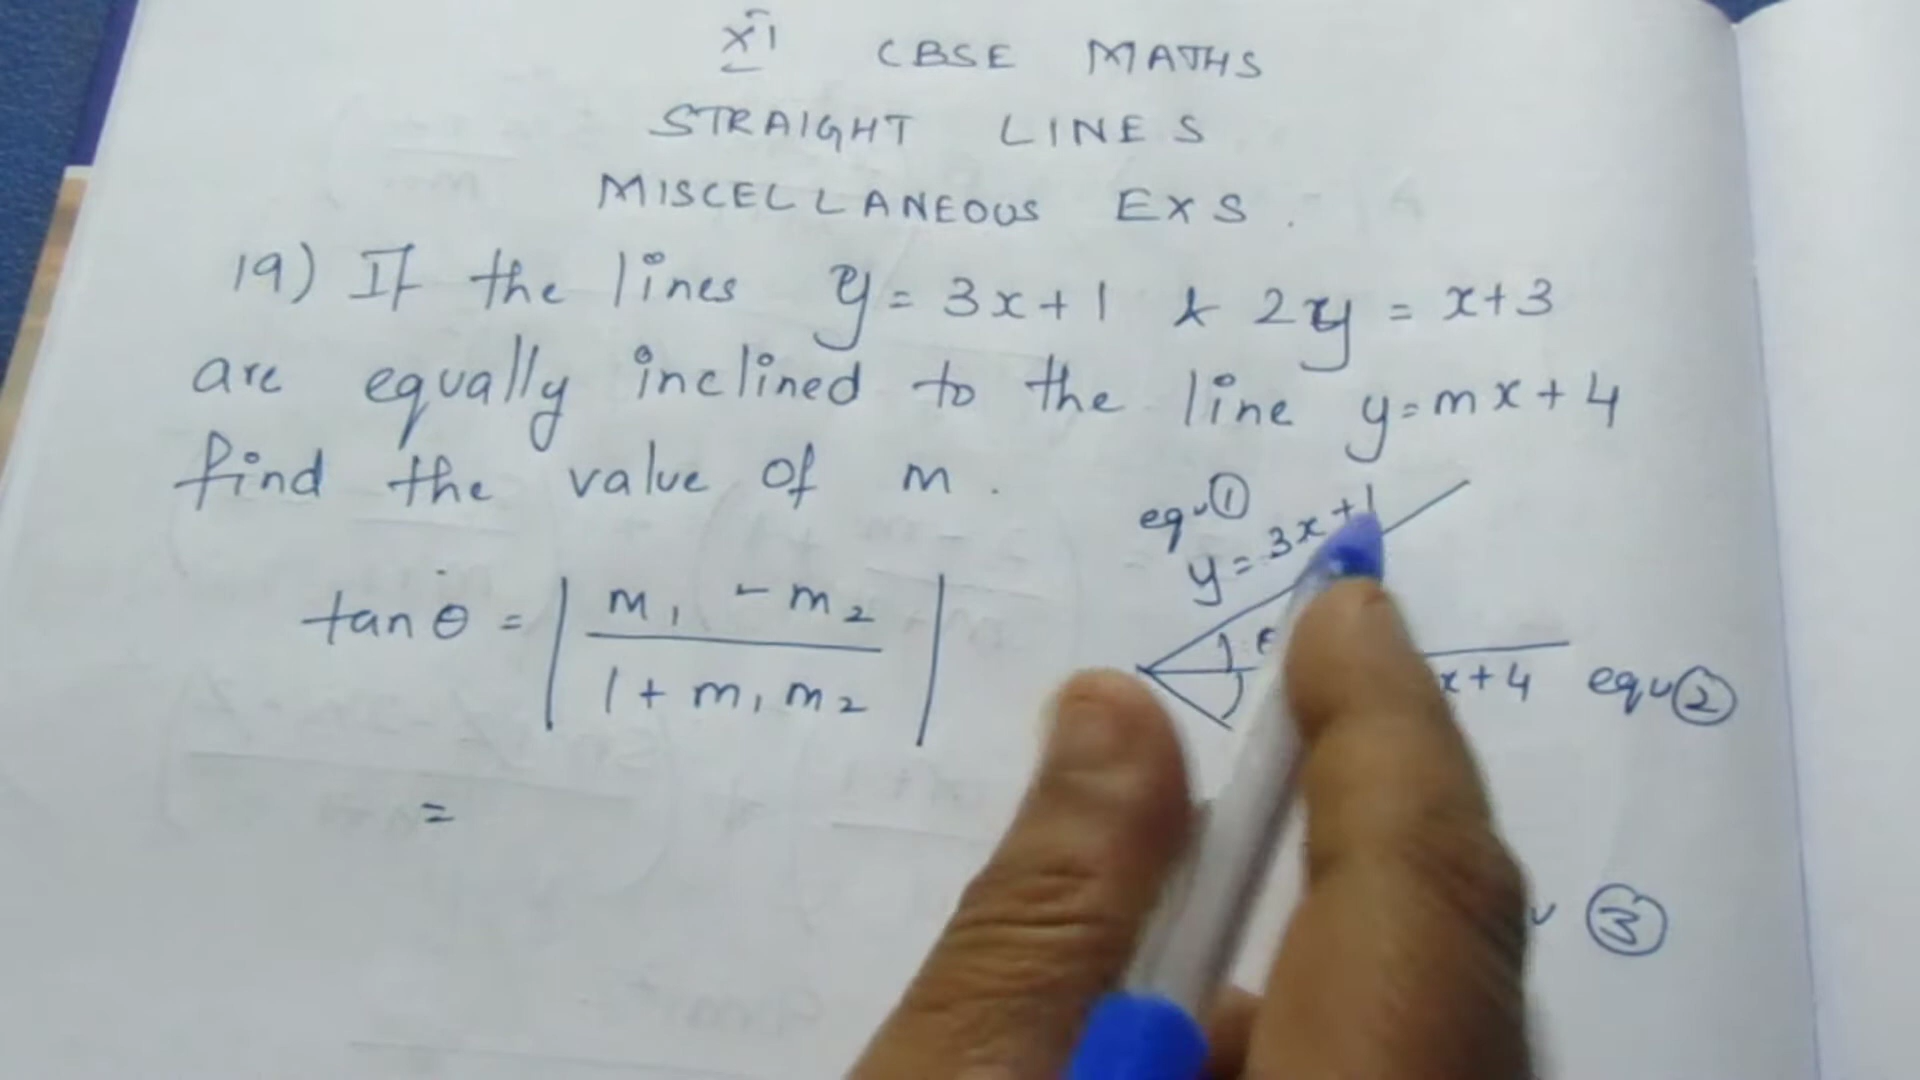 XI CBSE MATHS
STRAIGHT LINES
MISCELLANEOUS EXS.
19) If the lines y = 3x + 1 & 2y = x + 3
are equally inclined to the line y = mx + 4
find the value of m.
equ ①
y = 3x + 1
tan θ = | m₁ - m₂ / 1 + m₁ m₂ |
x + 4 equ ②
=
③